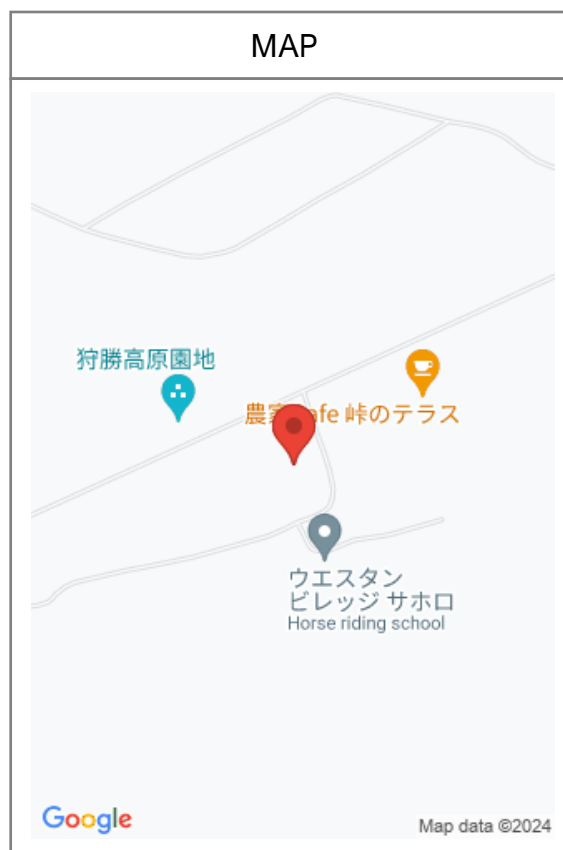 MAP
狩勝高原園地
農家 afe 峠のテラス
ウエスタン
ビレッジ サホロ
Horse riding school
Google
Map data ©2024